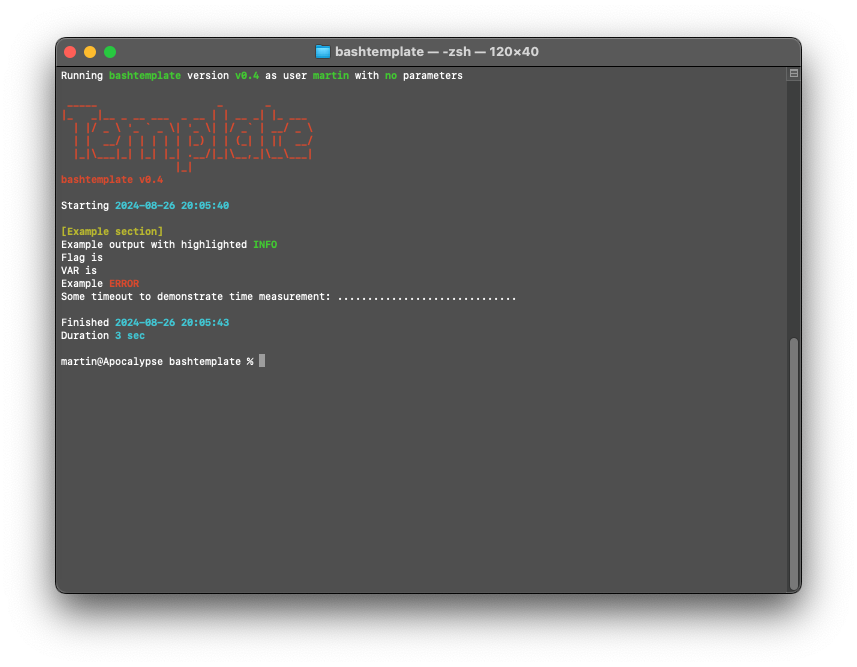 bashtemplate — -zsh — 120×40
Running bashtemplate version v0.4 as user martin with no parameters
Template
bashtemplate v0.4
Starting 2024-08-26 20:05:40
[Example section]
Example output with highlighted INFO
Flag is
VAR is
Example ERROR
Some timeout to demonstrate time measurement: ..............................
Finished 2024-08-26 20:05:43
Duration 3 sec
martin@Apocalypse bashtemplate %